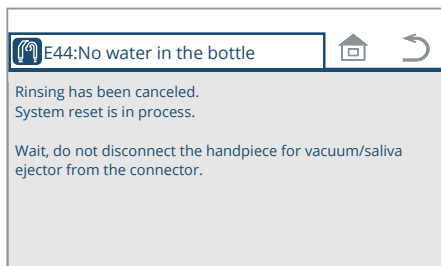 E44:No water in the bottle
Rinsing has been canceled.
System reset is in process.
Wait, do not disconnect the handpiece for vacuum/saliva
ejector from the connector.